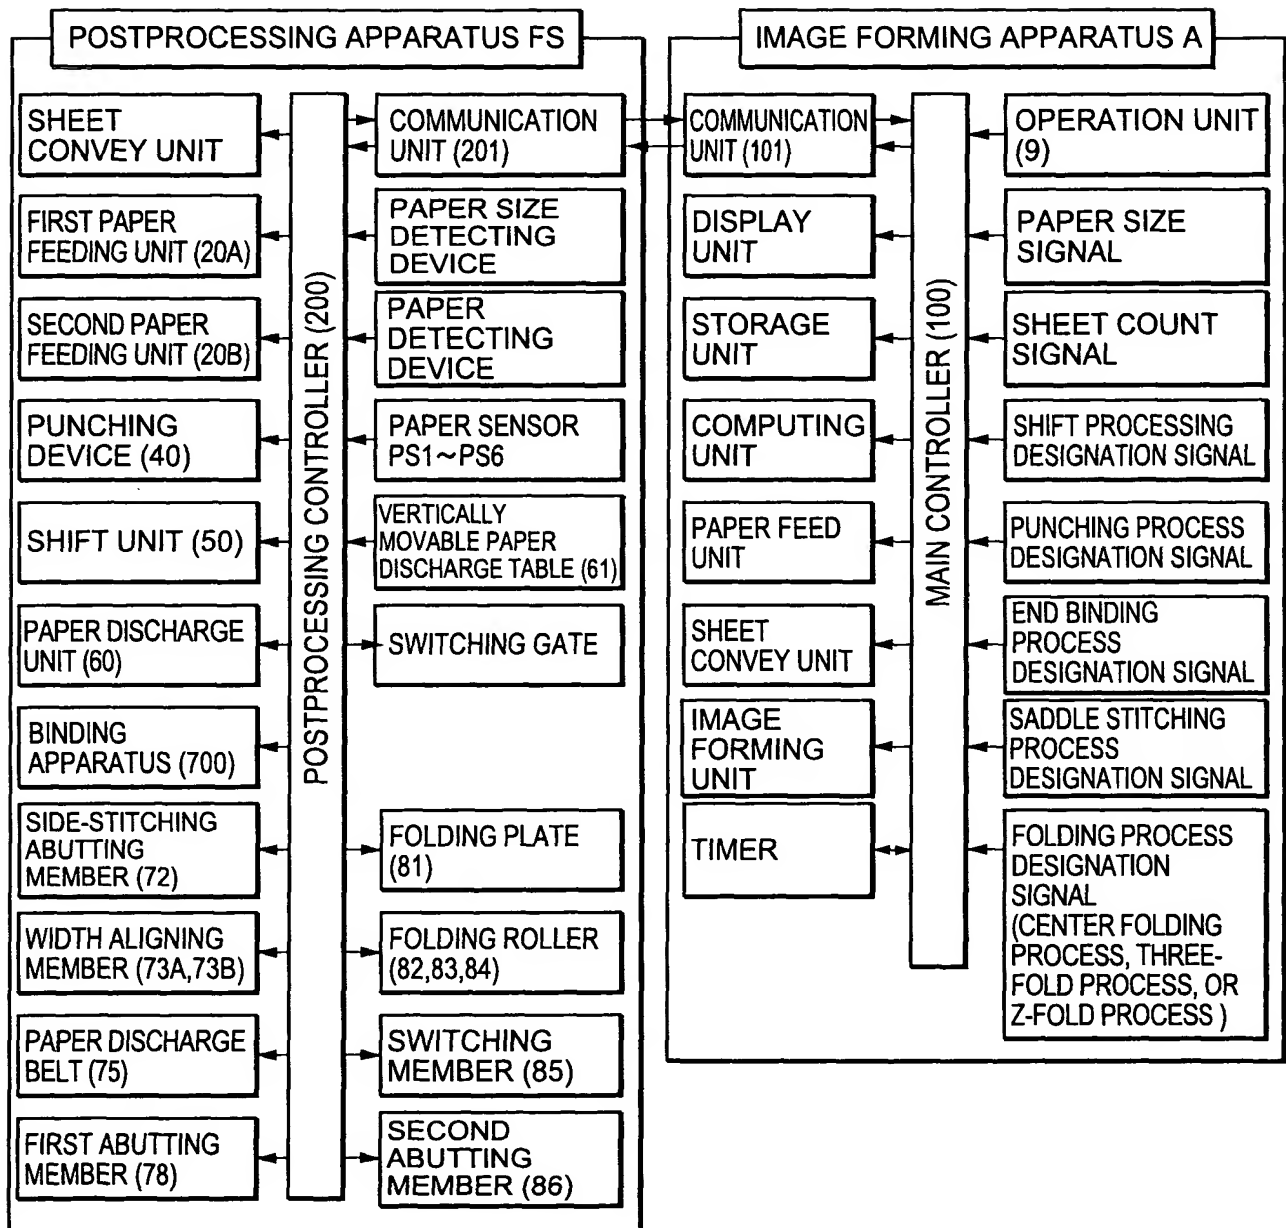 POSTPROCESSING APPARATUS FS
SHEET
CONVEY UNIT
FIRST PAPER
FEEDING UNIT (20A)
SECOND PAPER
FEEDING UNIT (20B)
PUNCHING
DEVICE (40)
SHIFT UNIT (50)
PAPER DISCHARGE
UNIT (60)
BINDING
APPARATUS (700)
SIDE-STITCHING
ABUTTING
MEMBER (72)
WIDTH ALIGNING
MEMBER (73A,73B)
PAPER DISCHARGE
BELT (75)
FIRST ABUTTING
MEMBER (78)
POSTPROCESSING CONTROLLER (200)
COMMUNICATION
UNIT (201)
PAPER SIZE
DETECTING
DEVICE
PAPER
DETECTING
DEVICE
PAPER SENSOR
PS1~PS6
VERTICALLY
MOVABLE PAPER
DISCHARGE TABLE (61)
SWITCHING GATE
FOLDING PLATE
(81)
FOLDING ROLLER
(82,83,84)
SWITCHING
MEMBER (85)
SECOND
ABUTTING
MEMBER (86)
IMAGE FORMING APPARATUS A
COMMUNICATION
UNIT (101)
DISPLAY
UNIT
STORAGE
UNIT
COMPUTING
UNIT
PAPER FEED
UNIT
SHEET
CONVEY UNIT
IMAGE
FORMING
UNIT
TIMER
MAIN CONTROLLER (100)
OPERATION UNIT
(9)
PAPER SIZE
SIGNAL
SHEET COUNT
SIGNAL
SHIFT PROCESSING
DESIGNATION SIGNAL
PUNCHING PROCESS
DESIGNATION SIGNAL
END BINDING
PROCESS
DESIGNATION SIGNAL
SADDLE STITCHING
PROCESS
DESIGNATION SIGNAL
FOLDING PROCESS
DESIGNATION
SIGNAL
(CENTER FOLDING
PROCESS, THREE-
FOLD PROCESS, OR
Z-FOLD PROCESS )